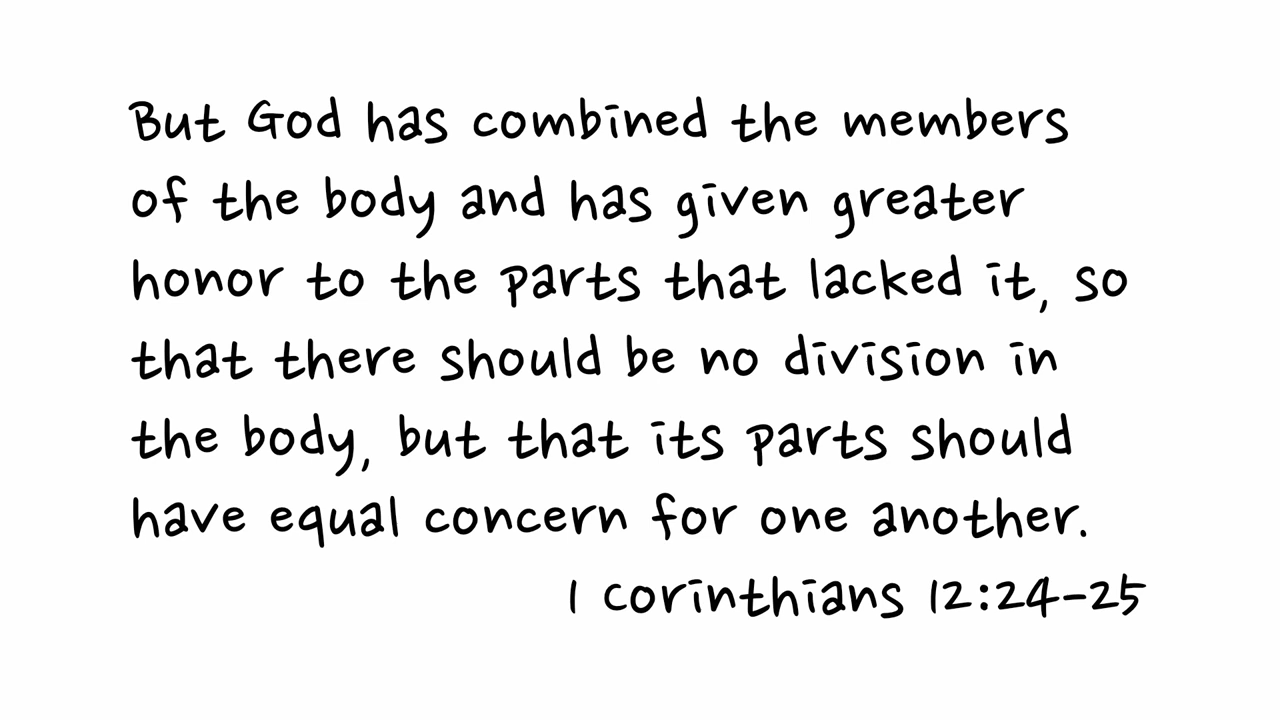 But God has combined the members
of the body and has given greater
honor to the parts that lacked it, so
that there should be no division in
the body, but that its parts should
have equal concern for one another.
1 Corinthians 12:24-25